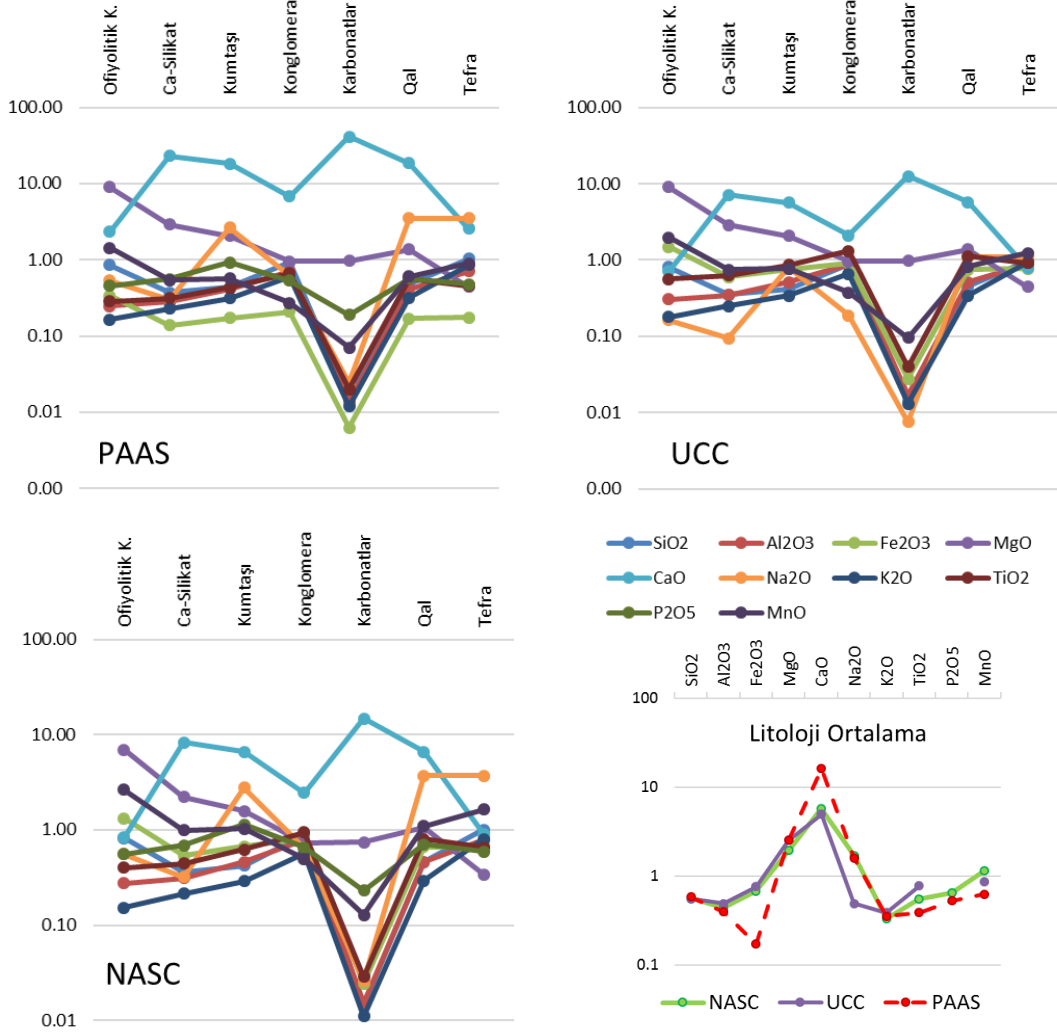 Ofiyolitik K.
Ca-Silikat
Kumtaşı
Konglomera
Karbonatlar
Qal
Tefra
100.00
10.00
1.00
0.10
0.01
0.00
PAAS
Ofiyolitik K.
Ca-Silikat
Kumtaşı
Konglomera
Karbonatlar
Qal
Tefra
100.00
10.00
1.00
0.10
0.01
0.00
UCC
SiO2 Al2O3 Fe2O3 MgO
CaO Na2O K2O TiO2
P2O5 MnO
Ofiyolitik K.
Ca-Silikat
Kumtaşı
Konglomera
Karbonatlar
Qal
Tefra
100.00
10.00
1.00
0.10
0.01
NASC
SiO2
Al2O3
Fe2O3
MgO
CaO
Na2O
K2O
TiO2
P2O5
MnO
Litoloji Ortalama
100
10
1
0.1
NASC UCC PAAS